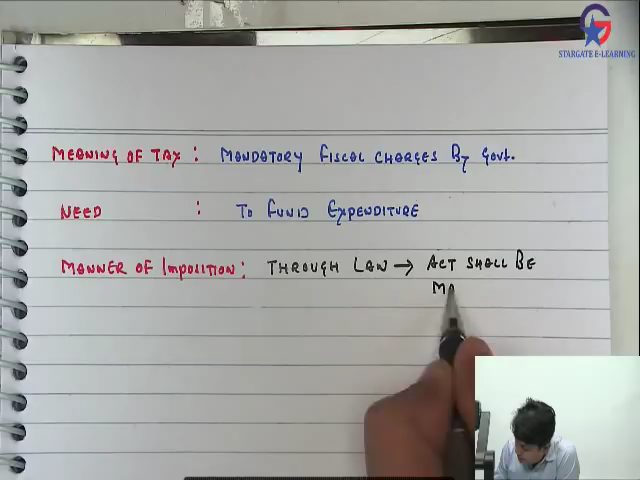 STARGATE E-LEARNING
MEANING OF TAX : MANDATORY FISCAL CHARGES BY GOVT.
NEED : TO FUND EXPENDITURE
MANNER OF IMPOSITION : THROUGH LAW → ACT SHALL BE
MA